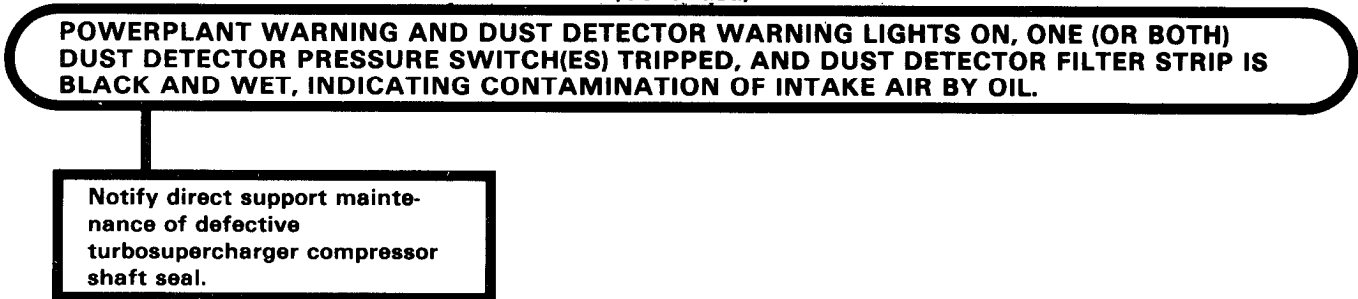 POWERPLANT WARNING AND DUST DETECTOR WARNING LIGHTS ON, ONE (OR BOTH)
DUST DETECTOR PRESSURE SWITCH(ES) TRIPPED, AND DUST DETECTOR FILTER STRIP IS
BLACK AND WET, INDICATING CONTAMINATION OF INTAKE AIR BY OIL.
Notify direct support mainte-
nance of defective
turbosupercharger compressor
shaft seal.